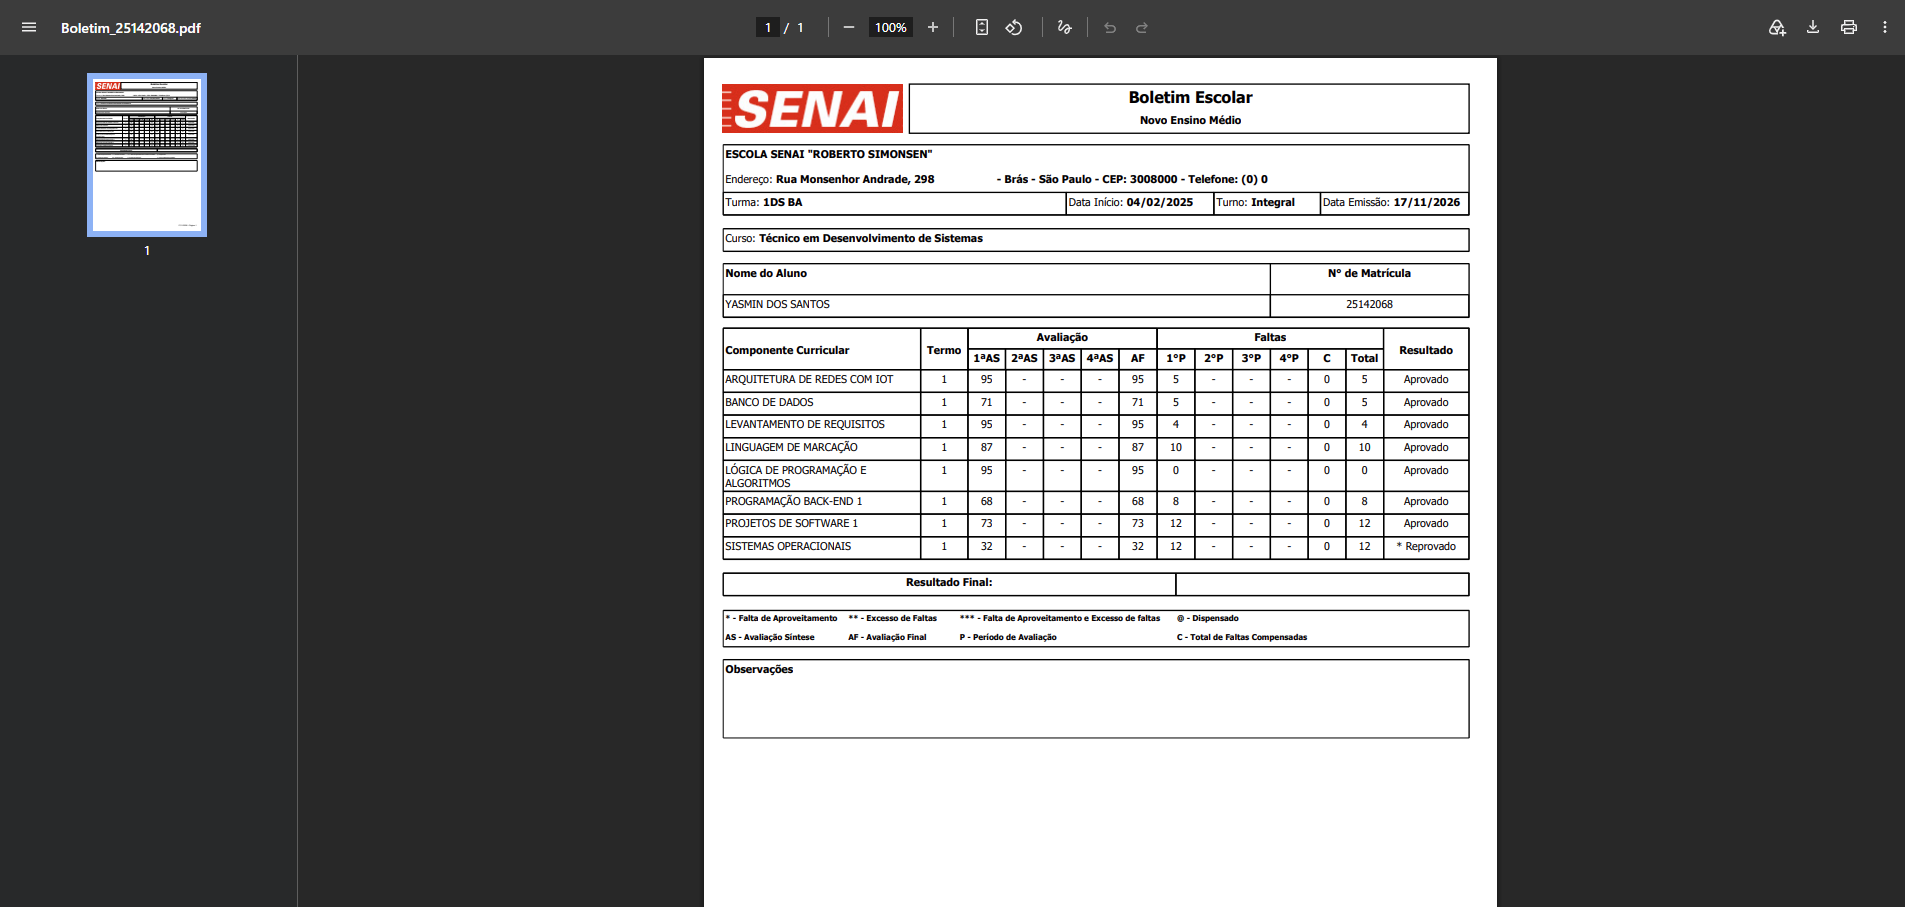 Boletim_25142068.pdf
1 / 1
100%
1
SENAI
Boletim Escolar
Novo Ensino Médio
ESCOLA SENAI "ROBERTO SIMONSEN"
Endereço: Rua Monsenhor Andrade, 298 - Brás - São Paulo - CEP: 3008000 - Telefone: (0) 0
Turma: 1DS BA Data Início: 04/02/2025 Turno: Integral Data Emissão: 17/11/2026
Curso: Técnico em Desenvolvimento de Sistemas
Nome do Aluno N° de Matrícula
YASMIN DOS SANTOS 25142068
Componente Curricular Termo Avaliação Faltas Resultado
1ªAS 2ªAS 3ªAS 4ªAS AF 1°P 2°P 3°P 4°P C Total
ARQUITETURA DE REDES COM IOT 1 95 - - - 95 5 - - - 0 5 Aprovado
BANCO DE DADOS 1 71 - - - 71 5 - - - 0 5 Aprovado
LEVANTAMENTO DE REQUISITOS 1 95 - - - 95 4 - - - 0 4 Aprovado
LINGUAGEM DE MARCAÇÃO 1 87 - - - 87 10 - - - 0 10 Aprovado
LÓGICA DE PROGRAMAÇÃO E 1 95 - - - 95 0 - - - 0 0 Aprovado
ALGORITMOS
PROGRAMAÇÃO BACK-END 1 1 68 - - - 68 8 - - - 0 8 Aprovado
PROJETOS DE SOFTWARE 1 1 73 - - - 73 12 - - - 0 12 Aprovado
SISTEMAS OPERACIONAIS 1 32 - - - 32 12 - - - 0 12 * Reprovado
Resultado Final:
* - Falta de Aproveitamento ** - Excesso de Faltas *** - Falta de Aproveitamento e Excesso de faltas @ - Dispensado
AS - Avaliação Síntese AF - Avaliação Final P - Período de Avaliação C - Total de Faltas Compensadas
Observações